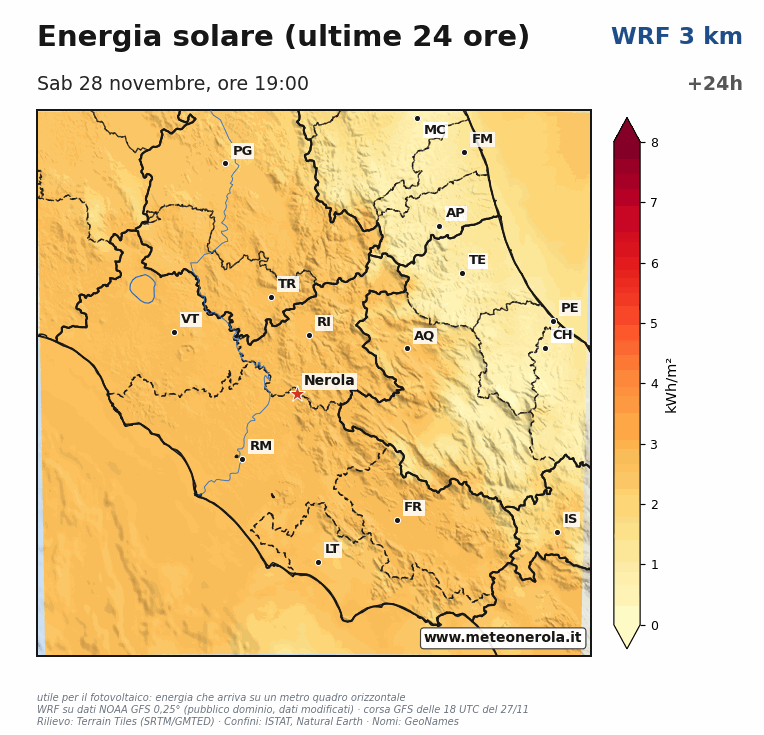 Energia solare (ultime 24 ore)
WRF 3 km
Sab 28 novembre, ore 19:00
+24h
MC
FM
PG
AP
TE
TR
PE
VT
RI
AQ
CH
Nerola
RM
FR
IS
LT
www.meteonerola.it
8
7
6
5
4
3
2
1
0
kWh/m²
utile per il fotovoltaico: energia che arriva su un metro quadro orizzontale
WRF su dati NOAA GFS 0,25° (pubblico dominio, dati modificati) · corsa GFS delle 18 UTC del 27/11
Rilievo: Terrain Tiles (SRTM/GMTED) · Confini: ISTAT, Natural Earth · Nomi: GeoNames